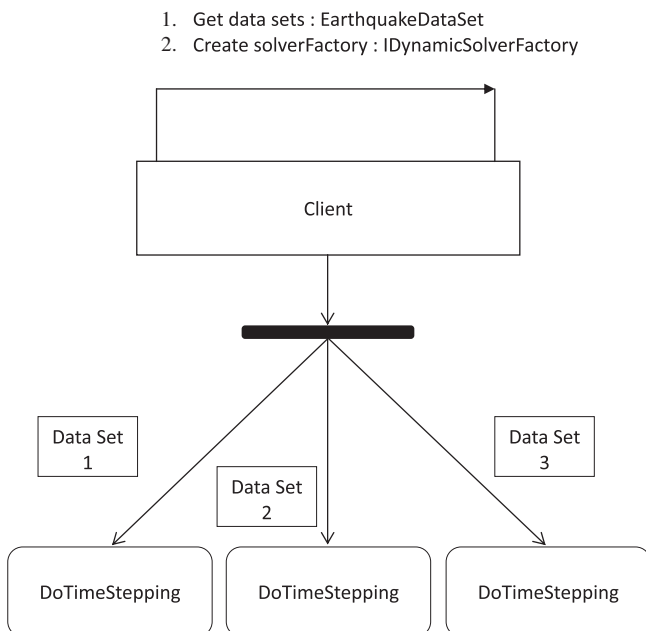 1. Get data sets : EarthquakeDataSet
2. Create solverFactory : IDynamicSolverFactory
Client
Data Set
1
Data Set
2
Data Set
3
DoTimeStepping
DoTimeStepping
DoTimeStepping